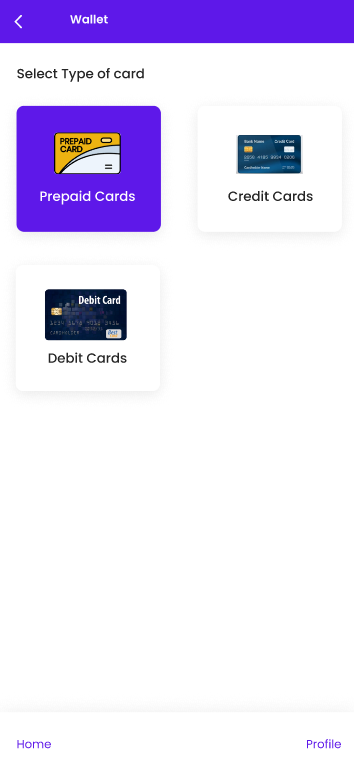 Wallet
Select Type of card
PREPAID
CARD
Prepaid Cards
Bank Name Credit Card
Credit Cards
Debit Card
CARDHOLDER
Debit Cards
Home Profile